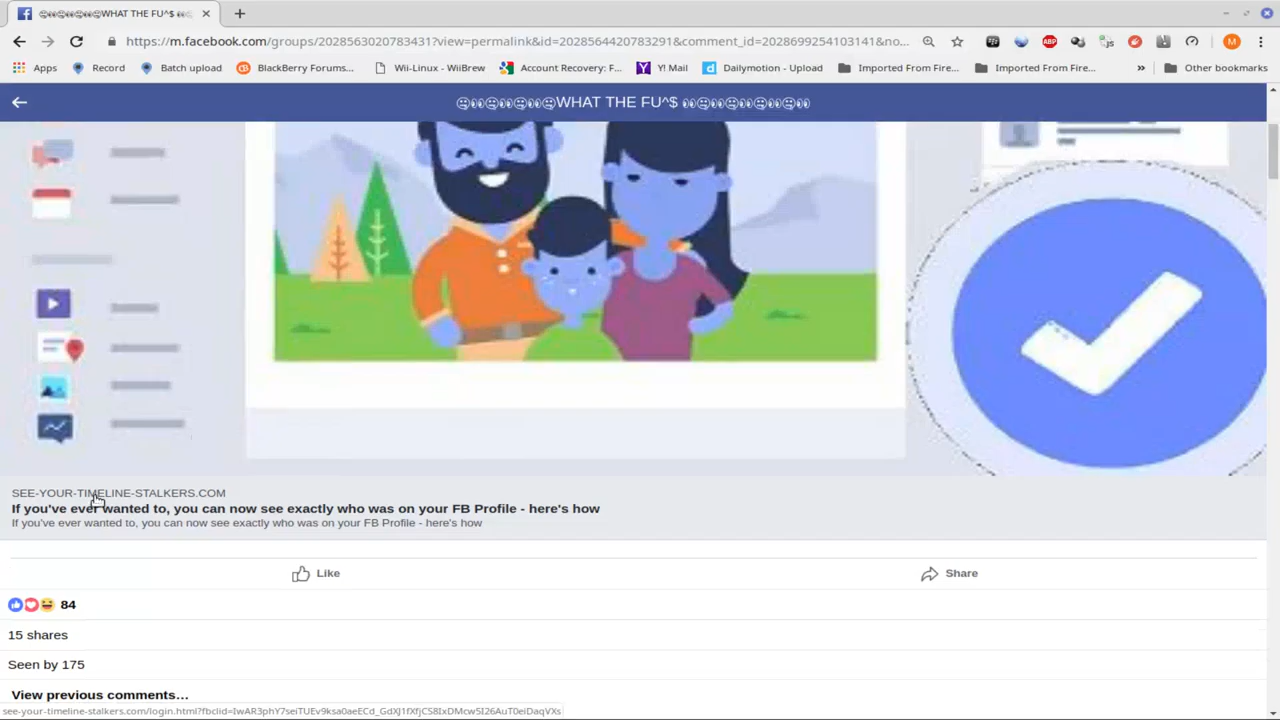 WHAT THE FU^$
https://m.facebook.com/groups/2028563020783431?view=permalink&id=2028564420783291&comment_id=2028699254103141&no...
Apps Record Batch upload BlackBerry Forums... Wii-Linux - WiiBrew Account Recovery: F... Y! Mail Dailymotion - Upload Imported From Fire... Imported From Fire... » Other bookmarks
WHAT THE FU^$
SEE-YOUR-TIMELINE-STALKERS.COM
If you've ever wanted to, you can now see exactly who was on your FB Profile - here's how
If you've ever wanted to, you can now see exactly who was on your FB Profile - here's how
Like Share
84
15 shares
Seen by 175
View previous comments...
see-your-timeline-stalkers.com/login.html?fbclid=IwAR3phY7seiTUEv9ksa0aeECd_GdXJ1fXfjCS8IxDMcw5I26AuT0eiDaqVXs